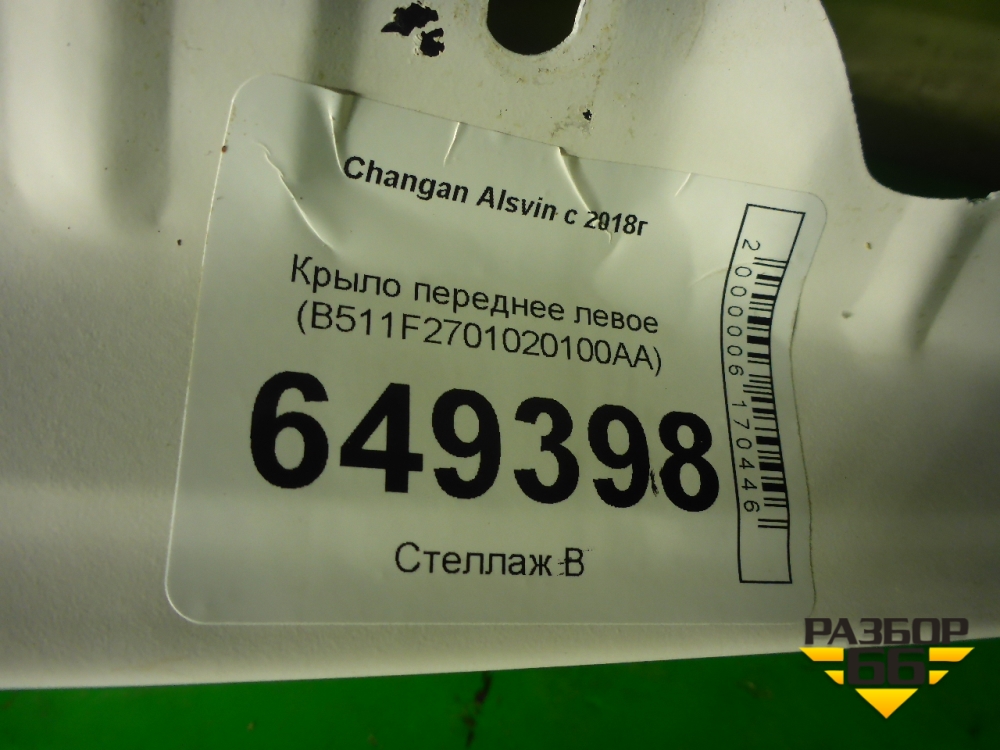 Changan Alsvin с 2018г
Крыло переднее левое
(B511F2701020100AA)
649398
Стеллаж В
2000006170446
РАЗБОР
66